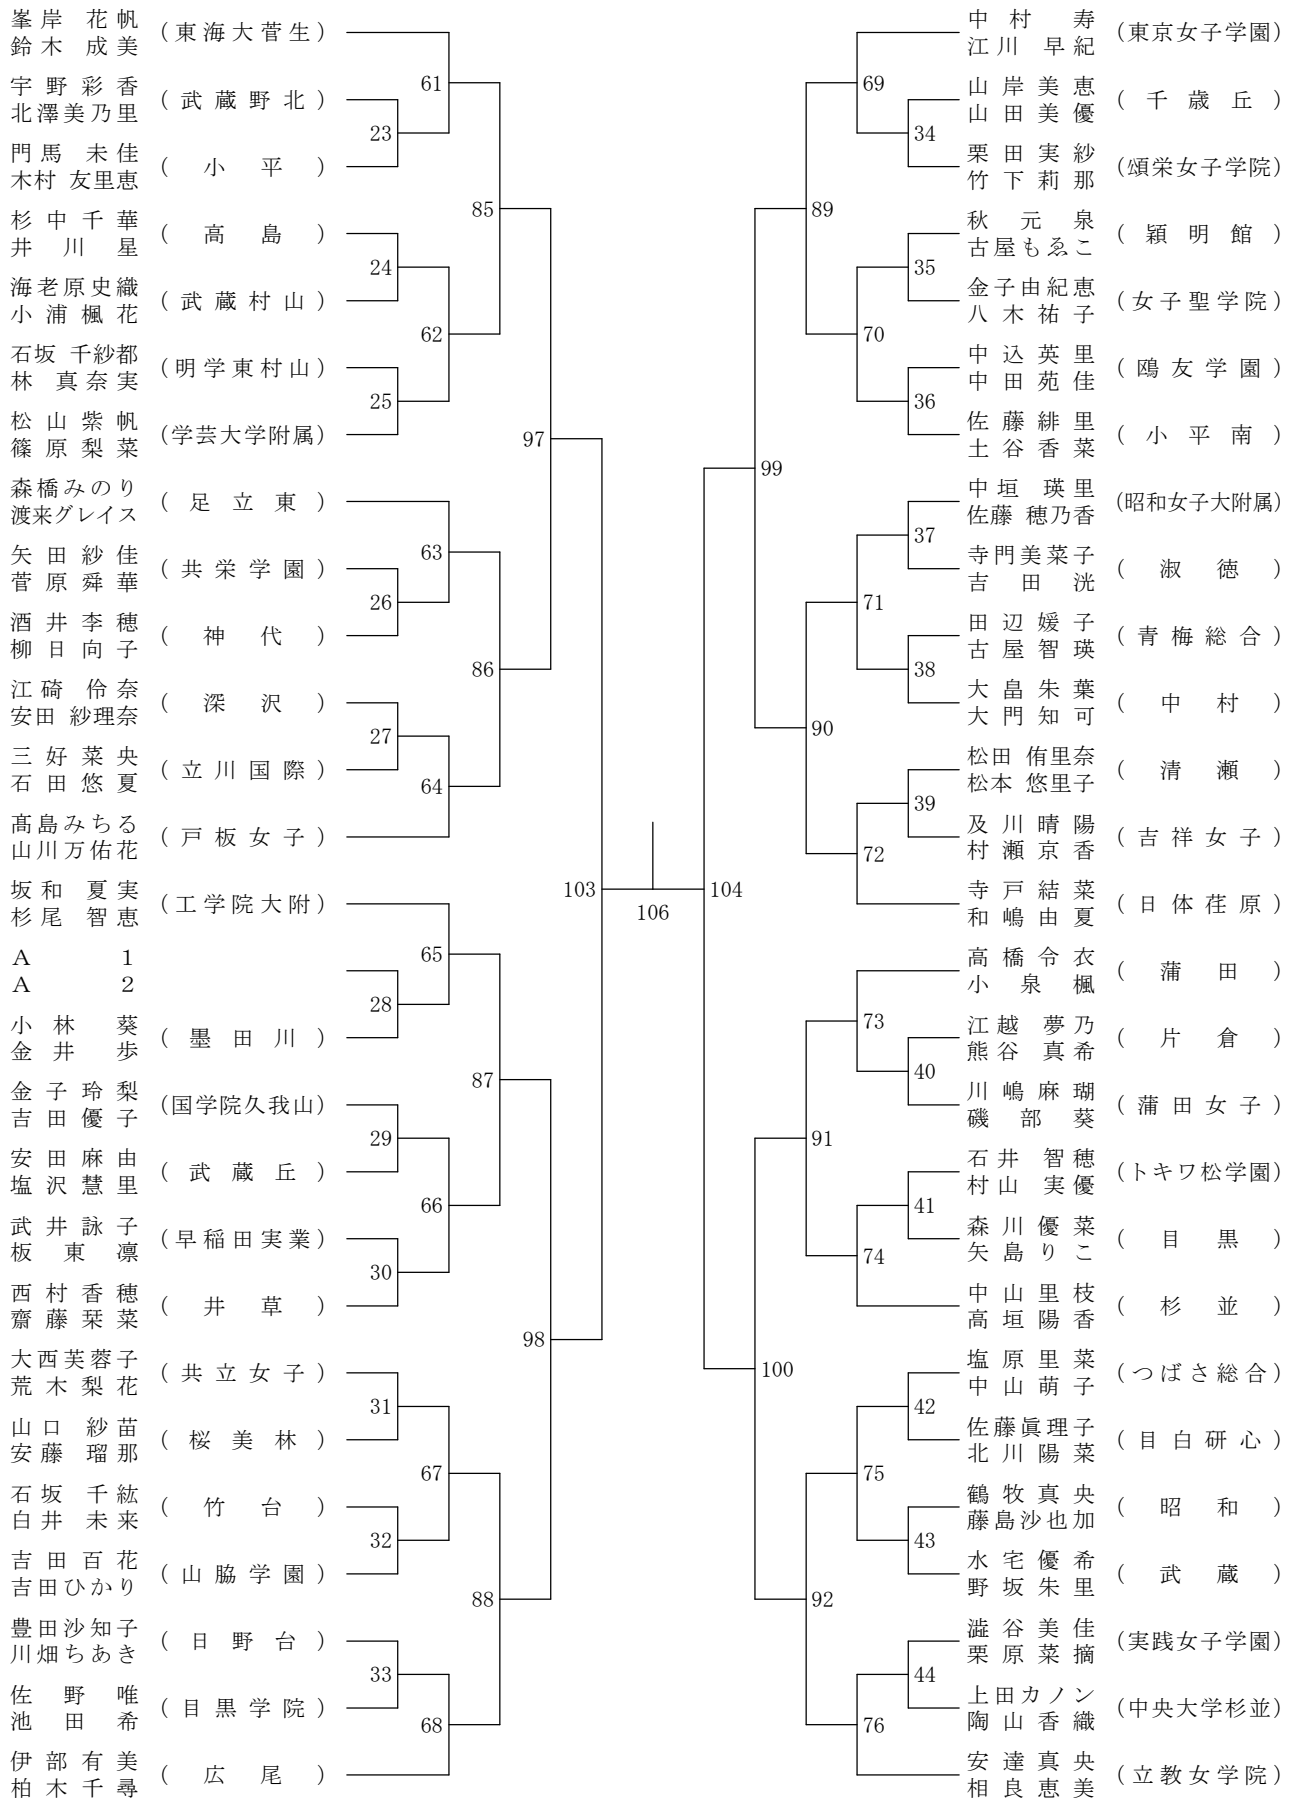 峯岸 花帆
鈴木 成美
(東海大菅生)
宇野彩香
北澤美乃里
(武蔵野北)
門馬 未佳
木村 友里恵
(小平)
杉中千華
井川星
(高島)
海老原史織
小浦楓花
(武蔵村山)
石坂 千紗都
林 真奈実
(明学東村山)
松山紫帆
篠原梨菜
(学芸大学附属)
森橋みのり
渡来グレイス
(足立東)
矢田紗佳
菅原舜華
(共栄学園)
酒井李穂
柳日向子
(神代)
江碕 伶奈
安田 紗理奈
(深沢)
三好菜央
石田悠夏
(立川国際)
髙島みちる
山川万佑花
(戸板女子)
坂和 夏実
杉尾 智恵
(工学院大附)
A 1
A 2
小林 葵
金井 歩
(墨田川)
金子玲梨
吉田優子
(国学院久我山)
安田麻由
塩沢慧里
(武蔵丘)
武井詠子
板東凛
(早稲田実業)
西村香穂
齋藤栞菜
(井草)
大西芙蓉子
荒木梨花
(共立女子)
山口 紗苗
安藤 瑠那
(桜美林)
石坂 千紘
白井 未来
(竹台)
吉田百花
吉田ひかり
(山脇学園)
豊田沙知子
川畑ちあき
(日野台)
佐野唯
池田希
(目黒学院)
伊部有美
柏木千尋
(広尾)
61
23
85
24
62
25
97
63
26
86
27
64
103
65
28
87
29
66
30
98
31
67
32
88
33
68
106
104
69
34
89
35
70
36
99
37
71
38
90
39
72
73
40
91
41
74
100
42
75
43
92
44
76
中村 寿
江川 早紀
(東京女子学園)
山岸美恵
山田美優
(千歳丘)
栗田実紗
竹下莉那
(頌栄女子学院)
秋元泉
古屋もゑこ
(穎明館)
金子由紀恵
八木祐子
(女子聖学院)
中込英里
中田苑佳
(鴎友学園)
佐藤緋里
土谷香菜
(小平南)
中垣 瑛里
佐藤 穂乃香
(昭和女子大附属)
寺門美菜子
吉田洸
(淑徳)
田辺媛子
古屋智瑛
(青梅総合)
大畠朱葉
大門知可
(中村)
松田 侑里奈
松本 悠里子
(清瀬)
及川晴陽
村瀬京香
(吉祥女子)
寺戸結菜
和嶋由夏
(日体荏原)
高橋令衣
小泉楓
(蒲田)
江越 夢乃
熊谷 真希
(片倉)
川嶋麻瑚
磯部葵
(蒲田女子)
石井 智穂
村山 実優
(トキワ松学園)
森川優菜
矢島りこ
(目黒)
中山里枝
高垣陽香
(杉並)
塩原里菜
中山萌子
(つばさ総合)
佐藤眞理子
北川陽菜
(目白研心)
鶴牧真央
藤島沙也加
(昭和)
水宅優希
野坂朱里
(武蔵)
澁谷美佳
栗原菜摘
(実践女子学園)
上田カノン
陶山香織
(中央大学杉並)
安達真央
相良恵美
(立教女学院)